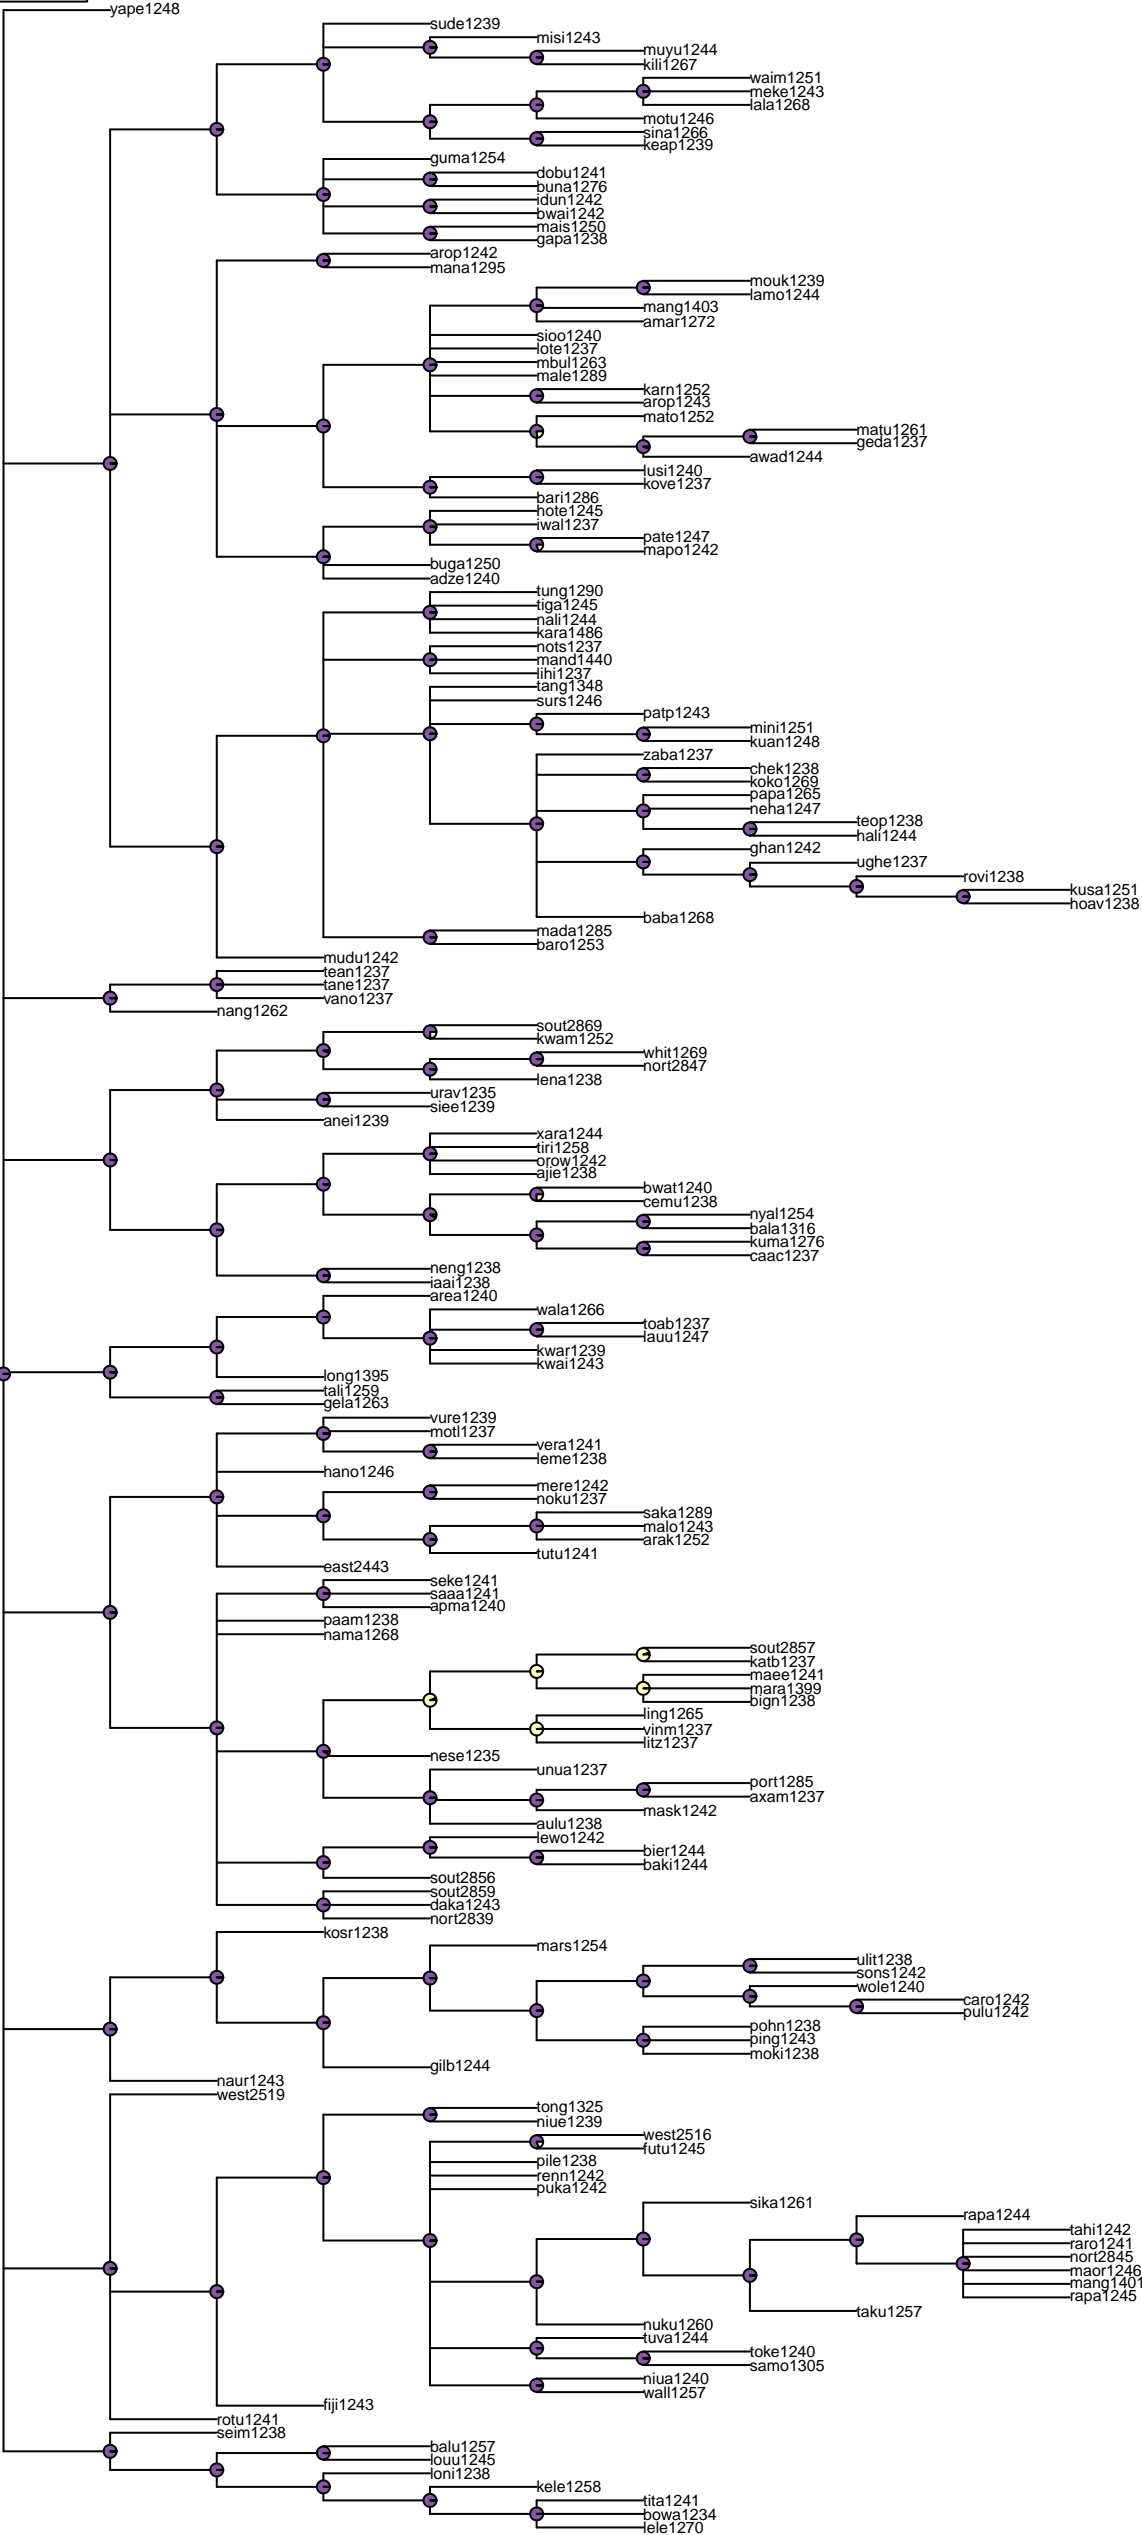 yape1248
sude1239
misi1243
muyu1244
kili1267
waim1251
meke1243
lala1268
motu1246
sina1266
keap1239
guma1254
dobu1241
buna1276
idun1242
bwai1242
mais1250
gapa1238
arop1242
mana1295
mouk1239
lamo1244
mang1403
amar1272
sioo1240
lote1237
mbul1263
male1289
karn1252
arop1243
mato1252
matu1261
geda1237
awad1244
lusi1240
kove1237
bari1286
hote1245
iwal1237
pate1247
mapo1242
buga1250
adze1240
tung1290
tiga1245
nali1244
kara1486
nots1237
mand1440
lihi1237
tang1348
surs1246
patp1243
mini1251
kuan1248
zaba1237
chek1238
koko1269
papa1265
neha1247
teop1238
hali1244
ghan1242
ughe1237
rovi1238
kusa1251
hoav1238
baba1268
mada1285
baro1253
mudu1242
tean1237
tane1237
vano1237
nang1262
sout2869
kwam1252
whit1269
nort2847
lena1238
urav1235
siee1239
anei1239
xara1244
tiri1258
orow1242
ajie1238
bwat1240
cemu1238
nyal1254
bala1316
kuma1276
caac1237
neng1238
iaai1238
area1240
wala1266
toab1237
lauu1247
kwar1239
kwai1243
long1395
tali1259
gela1263
vure1239
motl1237
vera1241
leme1238
hano1246
mere1242
noku1237
saka1289
malo1243
arak1252
tutu1241
east2443
seke1241
saaa1241
apma1240
paam1238
nama1268
sout2857
katb1237
maee1241
mara1399
bign1238
ling1265
vinm1237
litz1237
nese1235
unua1237
port1285
axam1237
mask1242
aulu1238
lewo1242
bier1244
baki1244
sout2856
sout2859
daka1243
nort2839
kosr1238
mars1254
ulit1238
sons1242
wole1240
caro1242
pulu1242
pohn1238
ping1243
moki1238
gilb1244
naur1243
west2519
tong1325
niue1239
west2516
futu1245
pile1238
renn1242
puka1242
sika1261
rapa1244
tahi1242
raro1241
nort2845
maor1246
mang1401
rapa1245
taku1257
nuku1260
tuva1244
toke1240
samo1305
niua1240
wall1257
fiji1243
rotu1241
seim1238
balu1257
louu1245
loni1238
kele1258
tita1241
bowa1234
lele1270